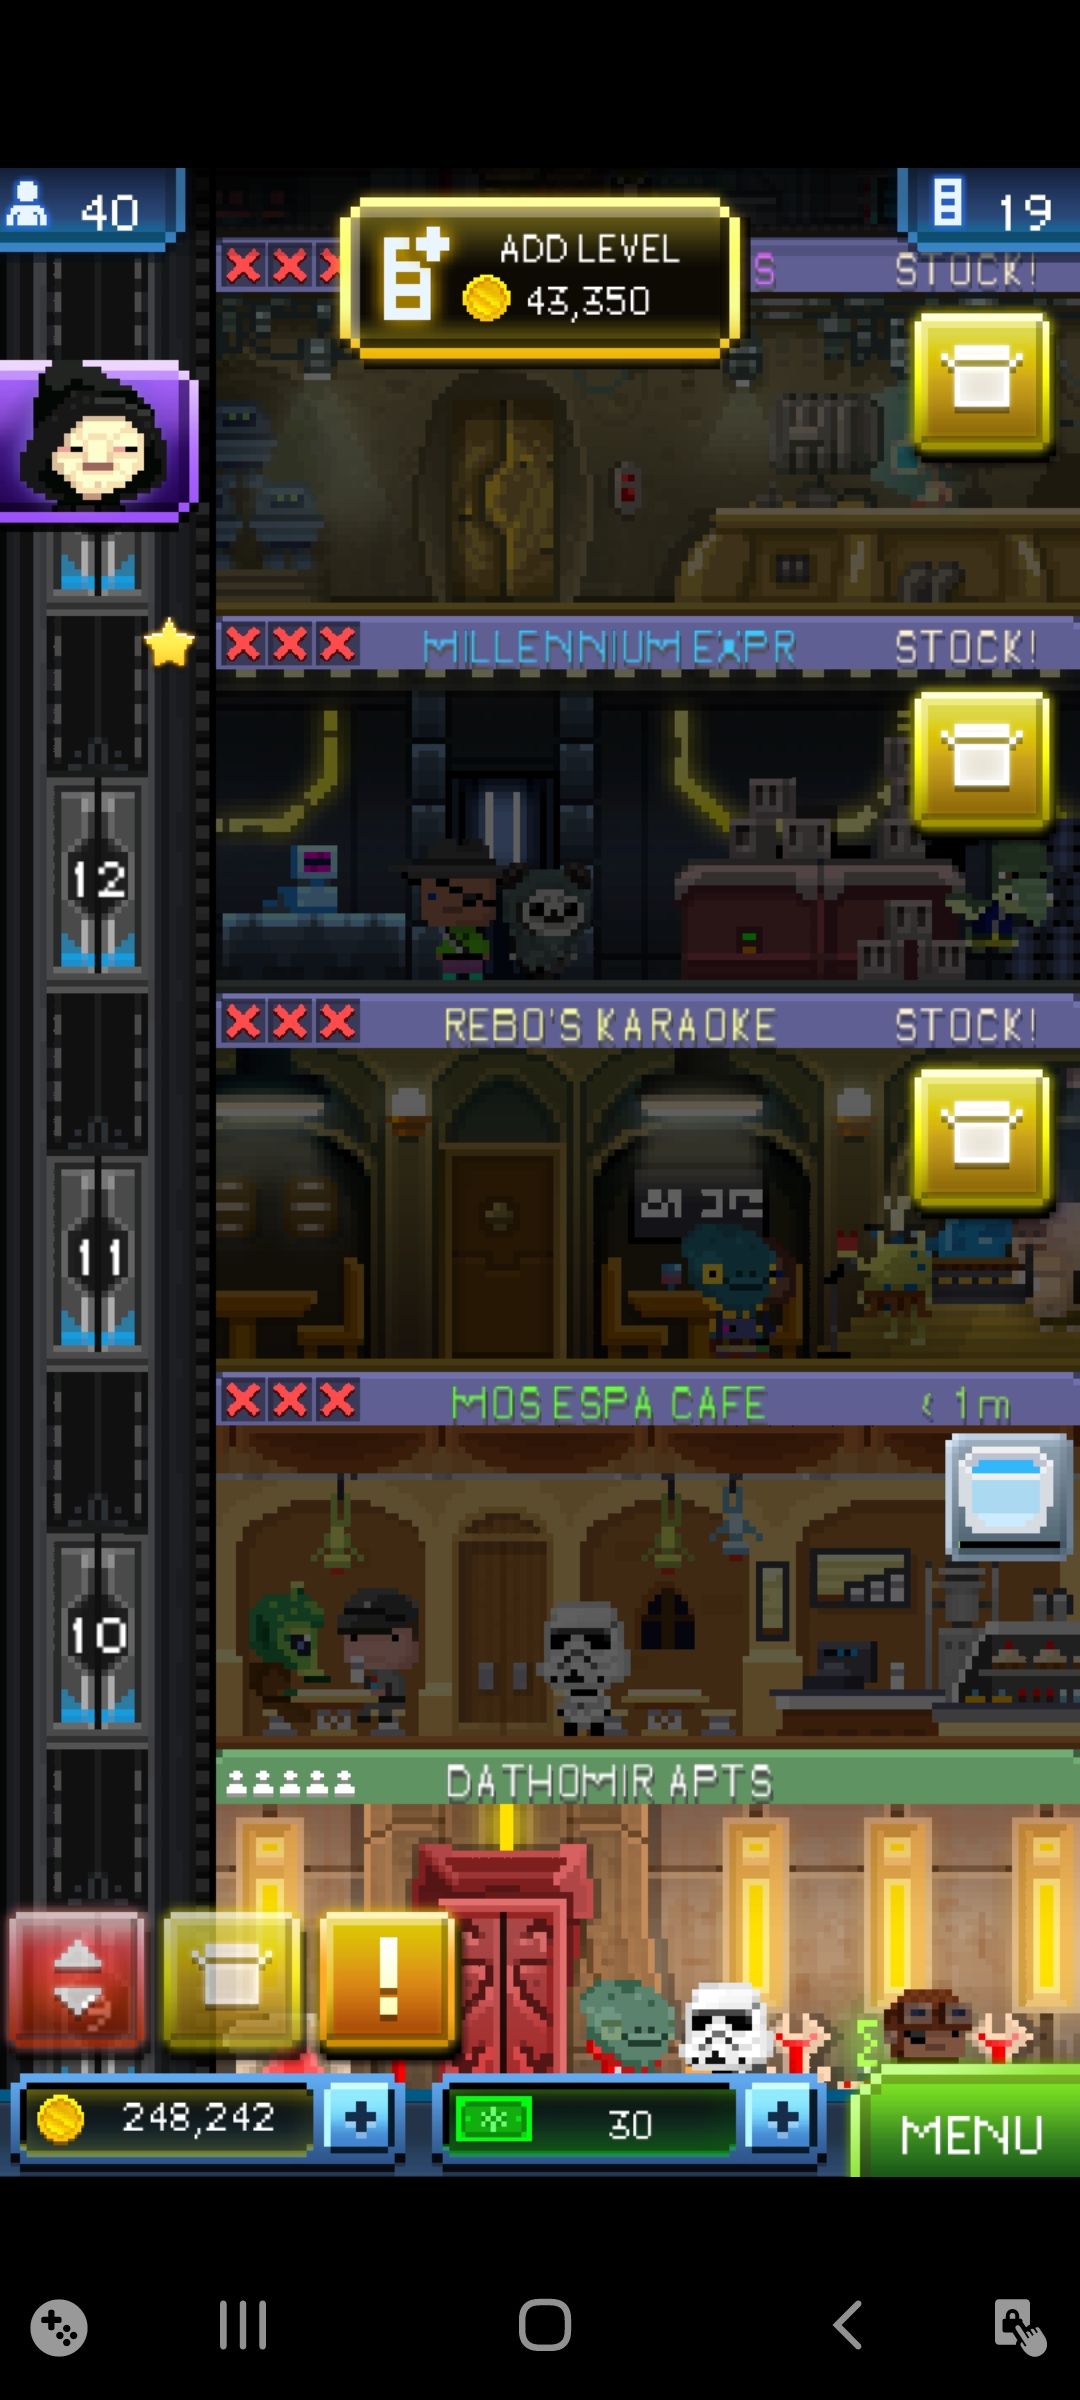 40
19
ADD LEVEL
43,350
S STOCK!
MILLENNIUM EXPR STOCK!
12
REBO'S KARAOKE STOCK!
11
MOS ESPA CAFE < 1m
10
DATHOMIR APTS
!
248,242
30
MENU